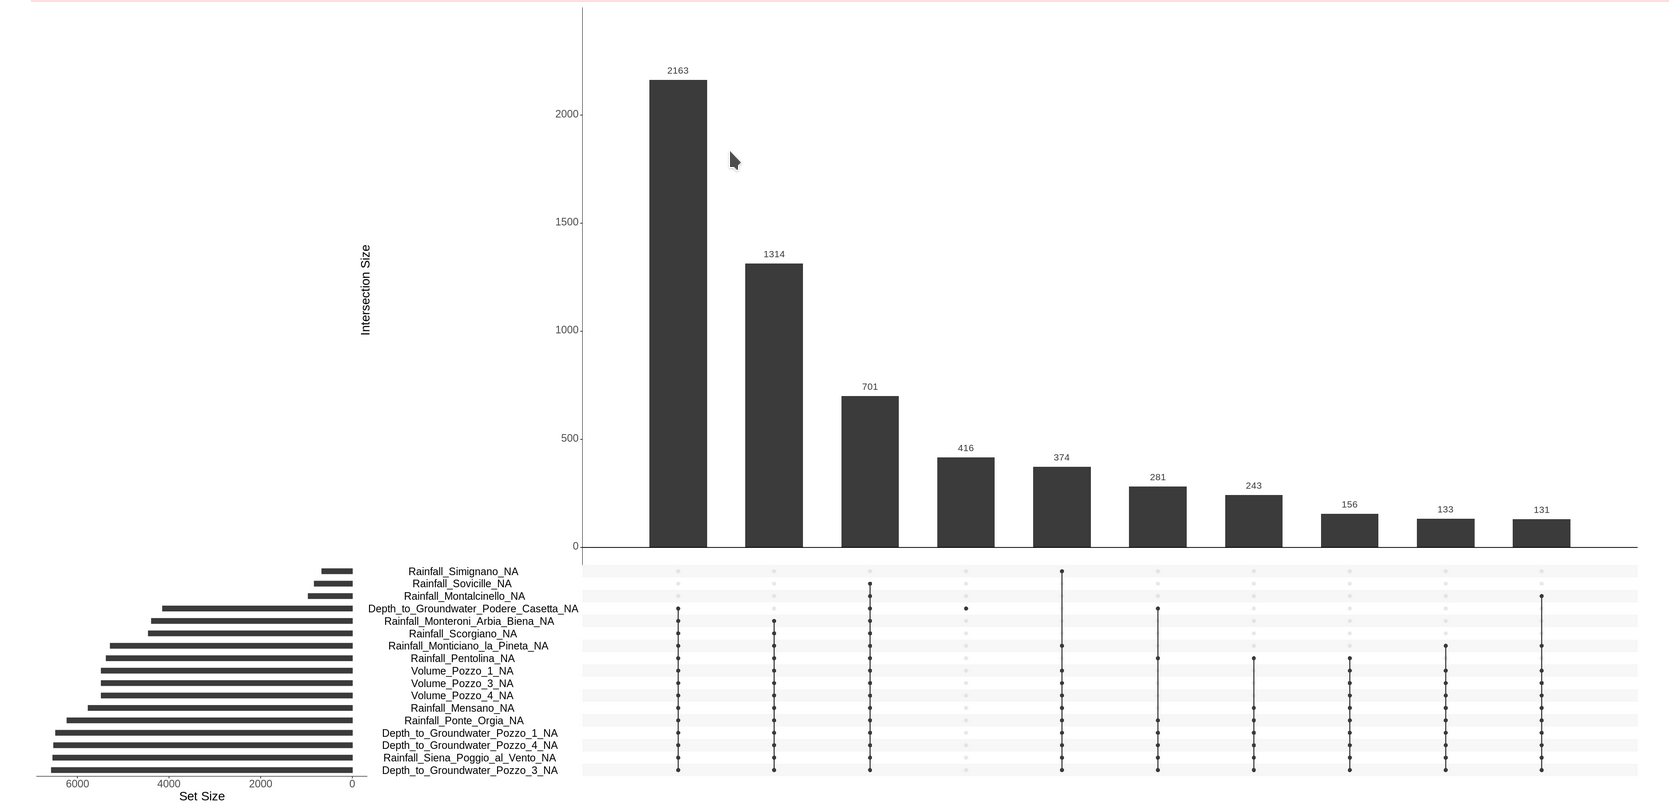 2163
2000
1500
1314
Intersection Size
1000
701
500
416
374
281
243
156
133
131
0
Rainfall_Simignano_NA
Rainfall_Sovicille_NA
Rainfall_Montalcinello_NA
Depth_to_Groundwater_Podere_Casetta_NA
Rainfall_Monteroni_Arbia_Biena_NA
Rainfall_Scorgiano_NA
Rainfall_Monticiano_la_Pineta_NA
Rainfall_Pentolina_NA
Volume_Pozzo_1_NA
Volume_Pozzo_3_NA
Volume_Pozzo_4_NA
Rainfall_Mensano_NA
Rainfall_Ponte_Orgia_NA
Depth_to_Groundwater_Pozzo_1_NA
Depth_to_Groundwater_Pozzo_4_NA
Rainfall_Siena_Poggio_al_Vento_NA
Depth_to_Groundwater_Pozzo_3_NA
6000 4000 2000 0
Set Size